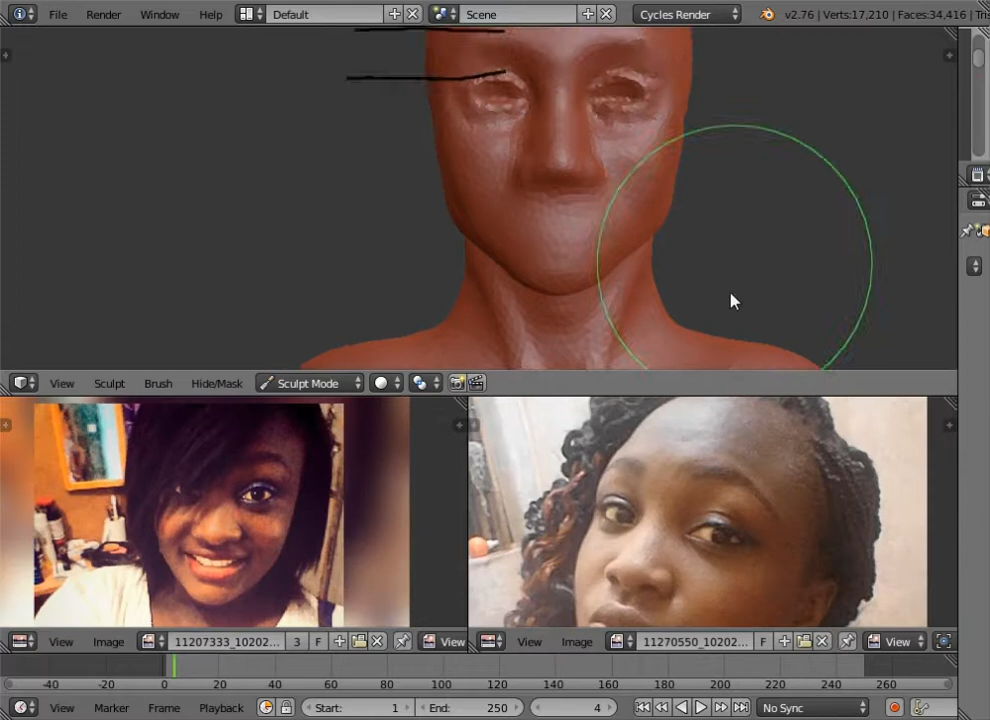 File Render Window Help Default Scene Cycles Render v2.76 | Verts:17,210 | Faces:34,416 | Tri
View Sculpt Brush Hide/Mask Sculpt Mode
View Image 11207333_10202... 3 F View
View Image 11270550_10202... F View
-40 -20 0 20 40 60 80 100 120 140 160 180 200 220 240 260
View Marker Frame Playback Start: 1 End: 250 4 No Sync